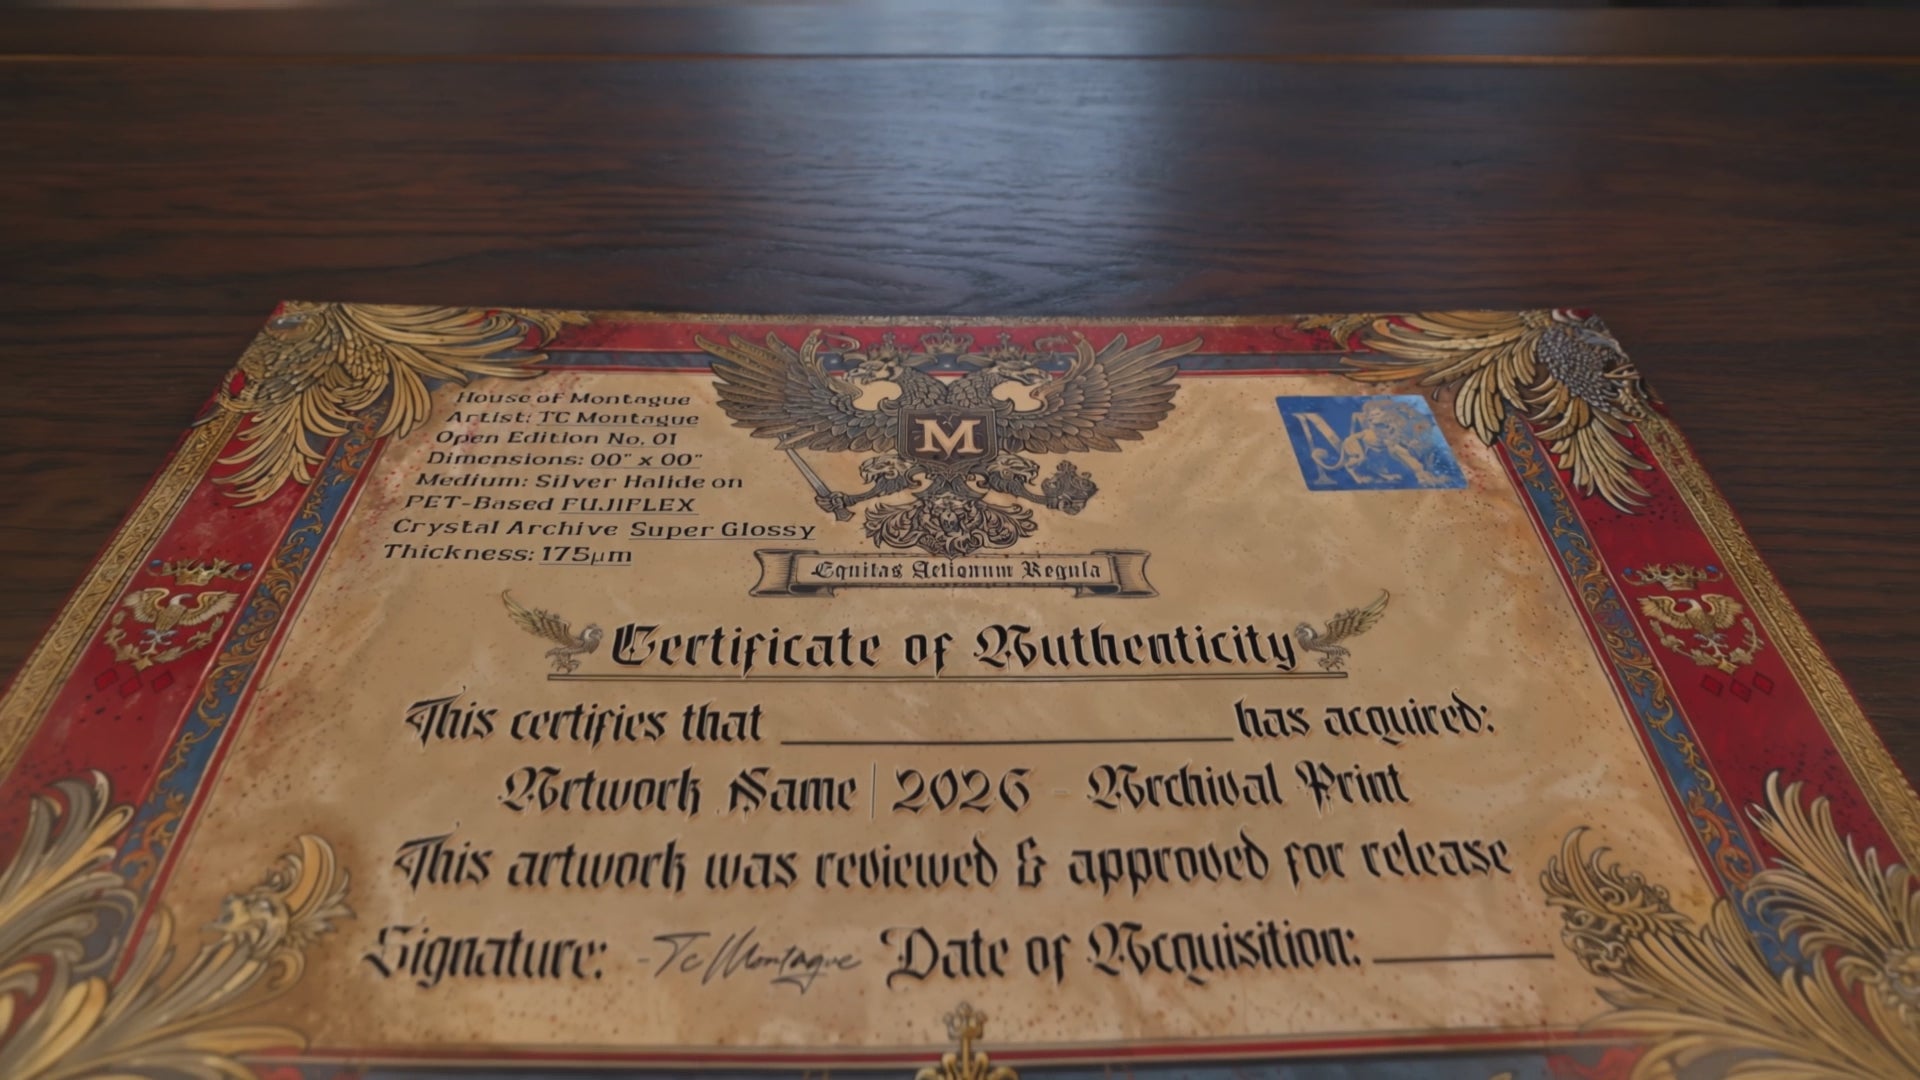 House of Montague
Artist: TC Montague
Open Edition No. 01
Dimensions: 00" x 00"
Medium: Silver Halide on
PET-Based FUJIFLEX
Crystal Archive Super Glossy
Thickness: 175µm
M
M
Equitas Actionum Regula
Certificate of Authenticity
This certifies that ____________ has acquired:
Artwork Name | 2026 - Archival Print
This artwork was reviewed & approved for release
Signature: TC Montague Date of Acquisition: ________